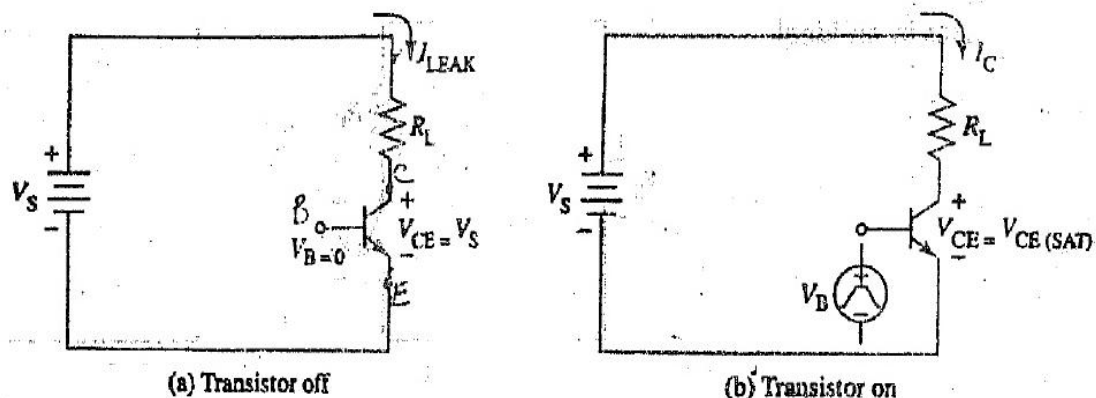 I_LEAK
R_L
C
+
V_S
-
B
V_B=0
+
V_CE = V_S
-
E
(a) Transistor off
I_C
R_L
+
V_S
-
+
V_CE = V_CE (SAT)
-
V_B
+
-
(b) Transistor on